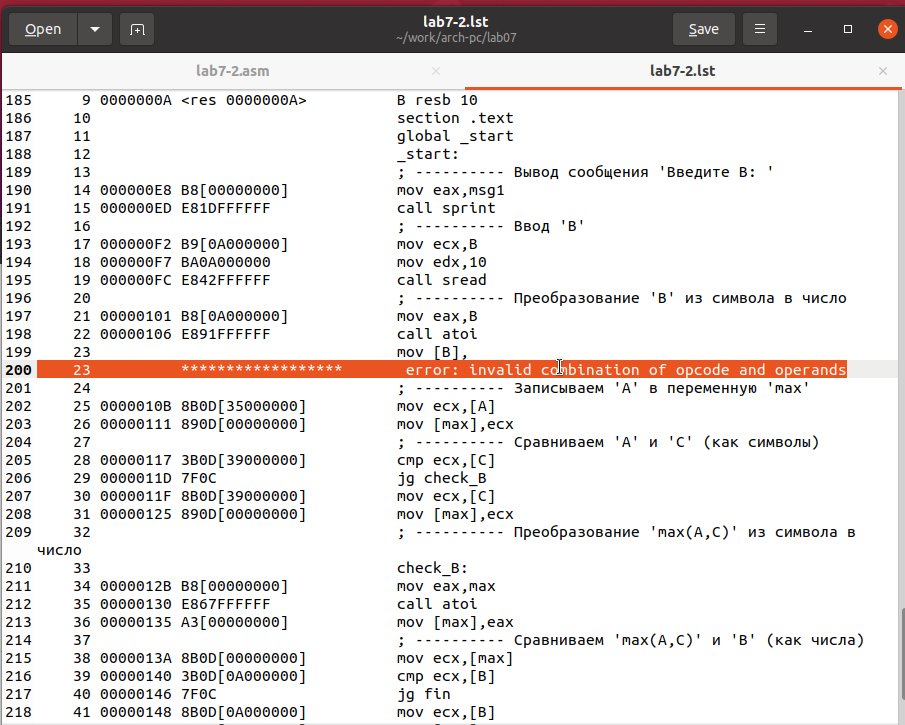 Open
lab7-2.lst
~/work/arch-pc/lab07
Save
lab7-2.asm
lab7-2.lst
185 9 0000000A <res 0000000A> B resb 10
186 10 section .text
187 11 global _start
188 12 _start:
189 13 ; ---------- Вывод сообщения 'Введите B: '
190 14 000000E8 B8[00000000] mov eax,msg1
191 15 000000ED E81DFFFFFF call sprint
192 16 ; ---------- Ввод 'B'
193 17 000000F2 B9[0A000000] mov ecx,B
194 18 000000F7 BA0A000000 mov edx,10
195 19 000000FC E842FFFFFF call sread
196 20 ; ---------- Преобразование 'B' из символа в число
197 21 00000101 B8[0A000000] mov eax,B
198 22 00000106 E891FFFFFF call atoi
199 23 mov [B],
200 23 ****************** error: invalid combination of opcode and operands
201 24 ; ---------- Записываем 'A' в переменную 'max'
202 25 0000010B 8B0D[35000000] mov ecx,[A]
203 26 00000111 890D[00000000] mov [max],ecx
204 27 ; ---------- Сравниваем 'A' и 'C' (как символы)
205 28 00000117 3B0D[39000000] cmp ecx,[C]
206 29 0000011D 7F0C jg check_B
207 30 0000011F 8B0D[39000000] mov ecx,[C]
208 31 00000125 890D[00000000] mov [max],ecx
209 32 ; ---------- Преобразование 'max(A,C)' из символа в
число
210 33 check_B:
211 34 0000012B B8[00000000] mov eax,max
212 35 00000130 E867FFFFFF call atoi
213 36 00000135 A3[00000000] mov [max],eax
214 37 ; ---------- Сравниваем 'max(A,C)' и 'B' (как числа)
215 38 0000013A 8B0D[00000000] mov ecx,[max]
216 39 00000140 3B0D[0A000000] cmp ecx,[B]
217 40 00000146 7F0C jg fin
218 41 00000148 8B0D[0A000000] mov ecx,[B]